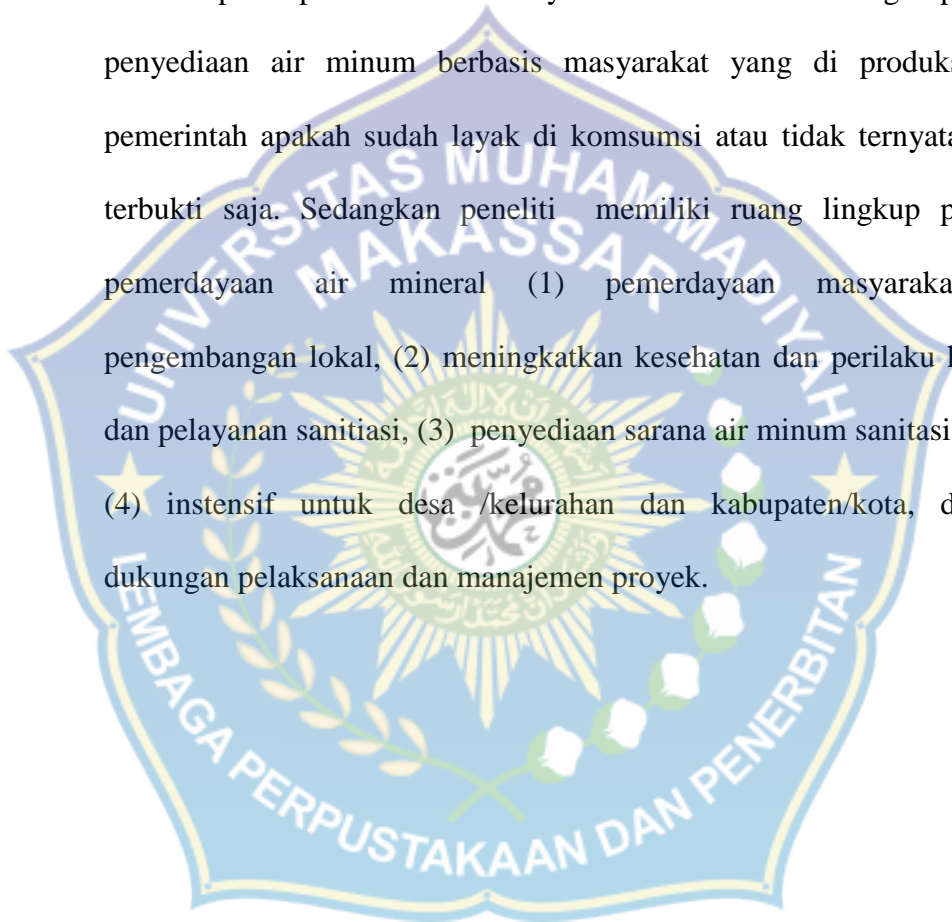 penyediaan air minum berbasis masyarakat yang di produks
pemerintah apakah sudah layak di komsumsi atau tidak ternyata
terbukti saja. Sedangkan peneliti memiliki ruang lingkup p
pemerdayaan air mineral (1) pemerdayaan masyaraka
pengembangan lokal, (2) meningkatkan kesehatan dan perilaku
dan pelayanan sanitiasi, (3) penyediaan sarana air minum sanitasi
(4) instensif untuk desa /kelurahan dan kabupaten/kota, d
dukungan pelaksanaan dan manajemen proyek.
UNIVERSITAS MUHAMMADIYAH
MAKASSAR
LEMBAGA PERPUSTAKAAN DAN PENERBITAN